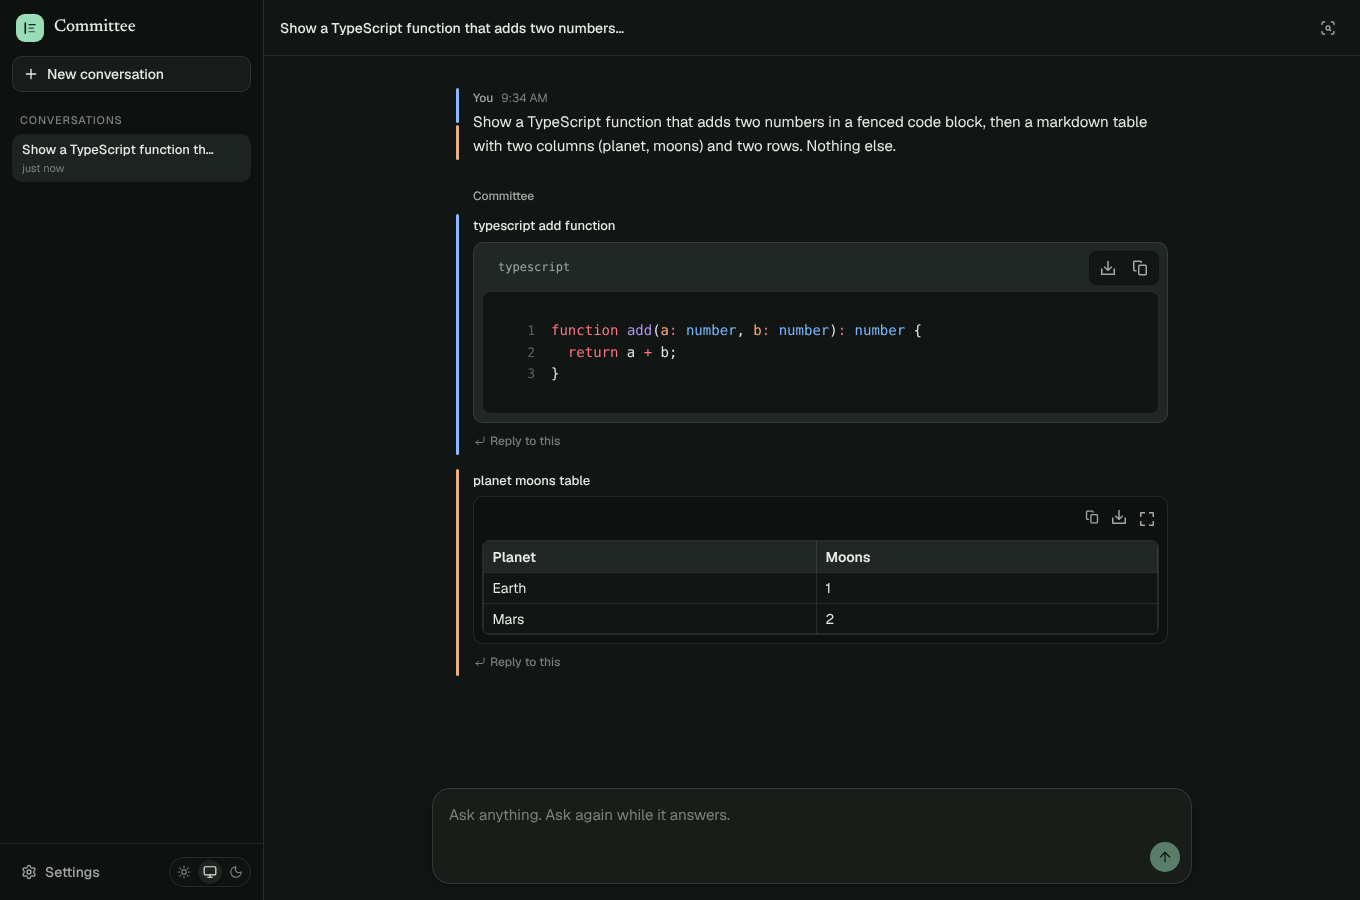 Committee
New conversation
CONVERSATIONS
Show a TypeScript function th…
just now
Settings
Show a TypeScript function that adds two numbers…
You 9:34 AM
Show a TypeScript function that adds two numbers in a fenced code block, then a markdown table
with two columns (planet, moons) and two rows. Nothing else.
Committee
typescript add function
typescript
1 function add(a: number, b: number): number {
2   return a + b;
3 }
Reply to this
planet moons table
Planet Moons
Earth 1
Mars 2
Reply to this
Ask anything. Ask again while it answers.